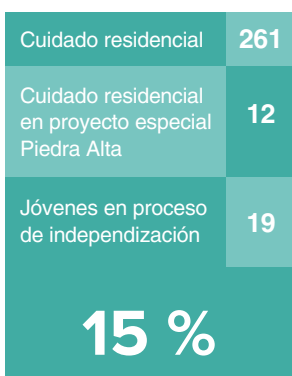 Cuidado residencial 261
Cuidado residencial
en proyecto especial 12
Piedra Alta
Jóvenes en proceso 19
de independización
15 %